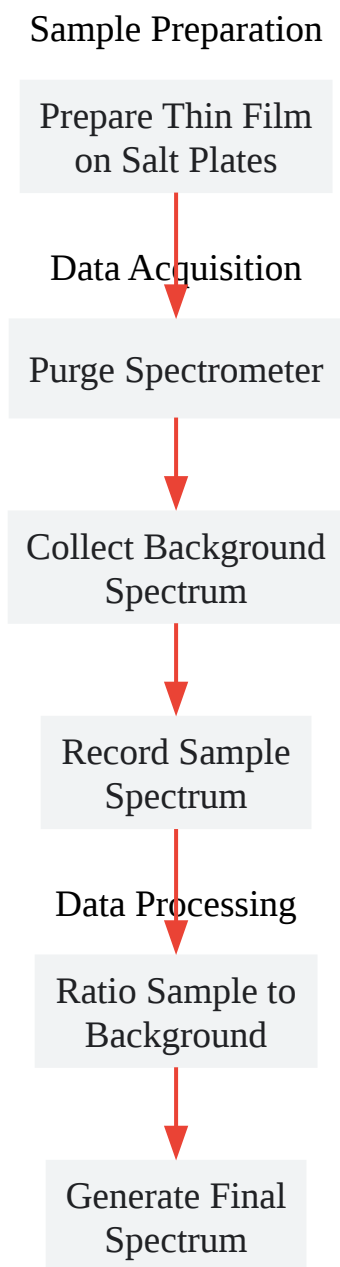 Sample Preparation
Prepare Thin Film
on Salt Plates
Data Acquisition
Purge Spectrometer
Collect Background
Spectrum
Record Sample
Spectrum
Data Processing
Ratio Sample to
Background
Generate Final
Spectrum